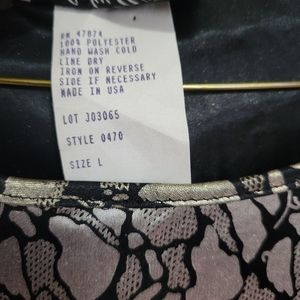 RN 47874
100% POLYESTER
HAND WASH COLD
LINE DRY
IRON ON REVERSE
SIDE IF NECESSARY
MADE IN USA
LOT J03065
STYLE 0470
SIZE L